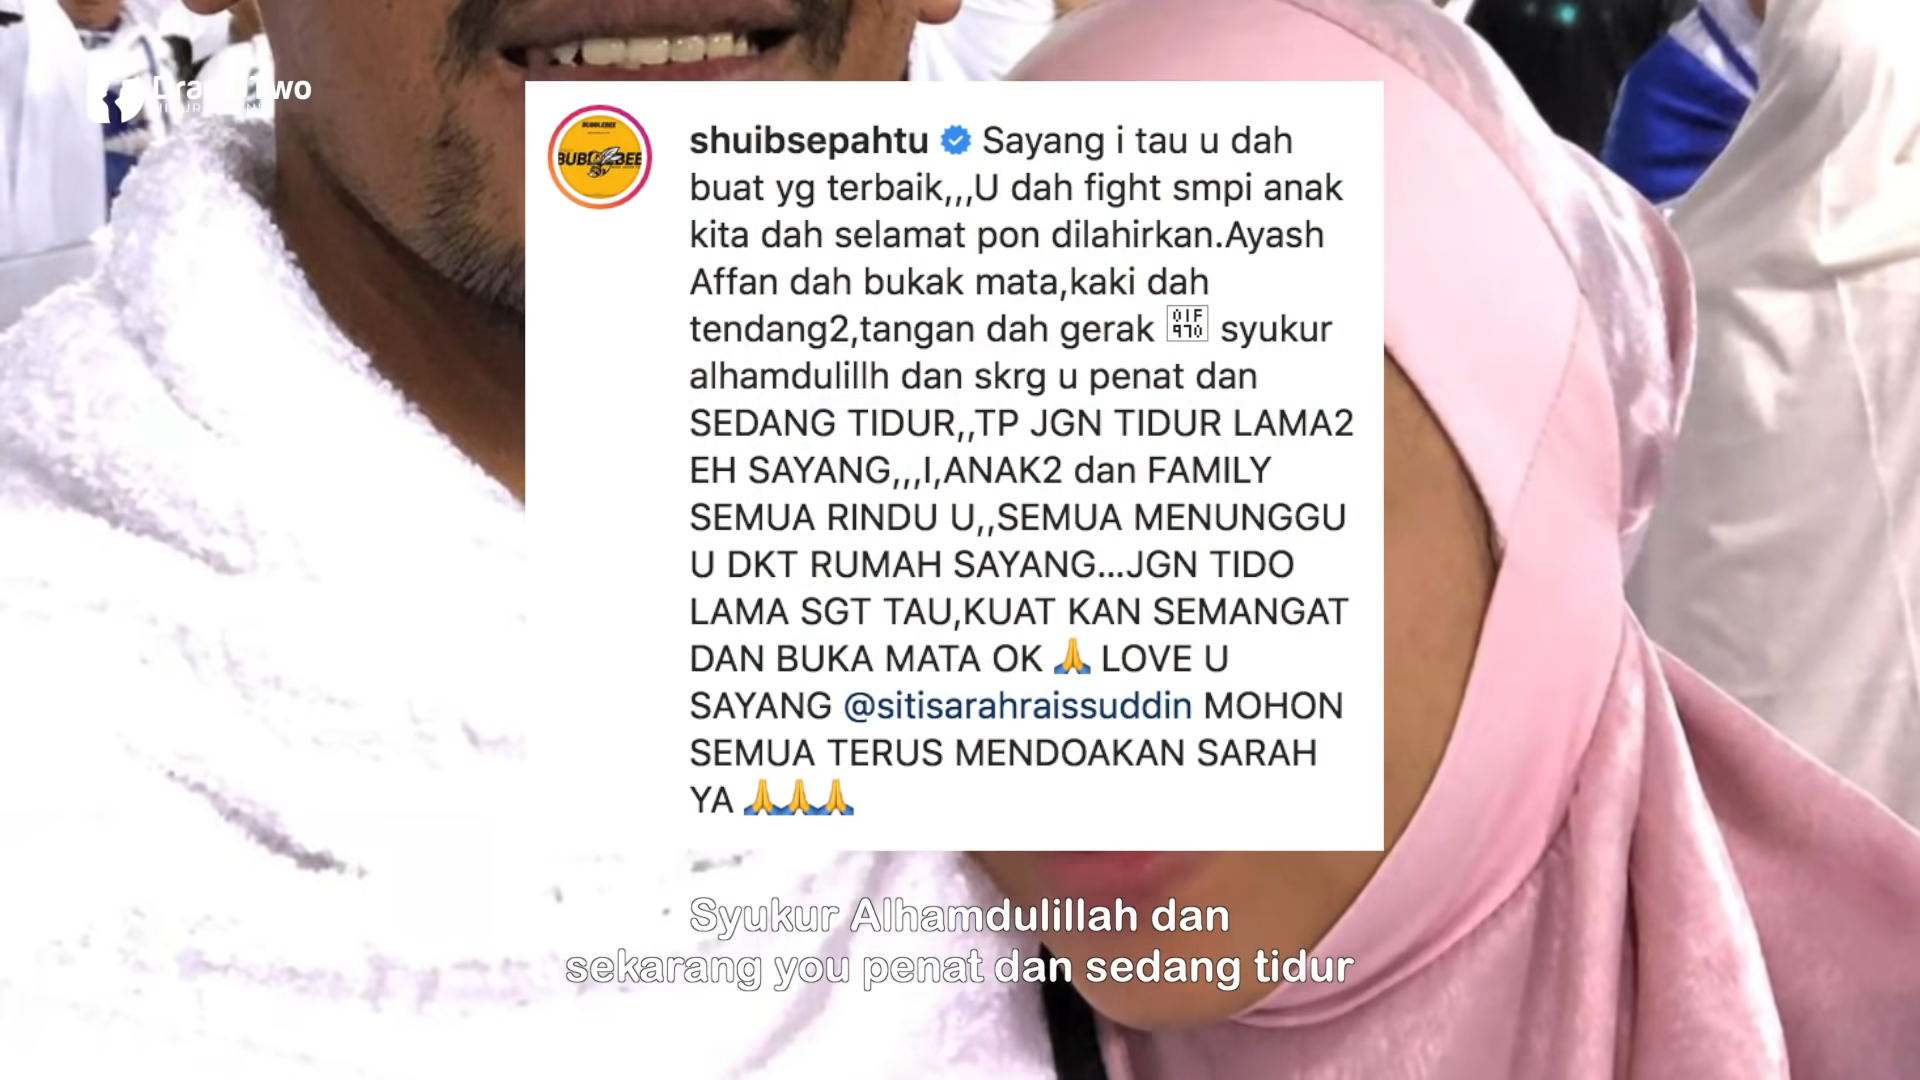 BUBBLEBEE
BUBBLEBEE
shuibsepahtu Sayang i tau u dah
buat yg terbaik,,,U dah fight smpi anak
kita dah selamat pon dilahirkan.Ayash
Affan dah bukak mata,kaki dah
tendang2,tangan dah gerak syukur
alhamdulillh dan skrg u penat dan
SEDANG TIDUR,,TP JGN TIDUR LAMA2
EH SAYANG,,,I,ANAK2 dan FAMILY
SEMUA RINDU U,,SEMUA MENUNGGU
U DKT RUMAH SAYANG...JGN TIDO
LAMA SGT TAU,KUAT KAN SEMANGAT
DAN BUKA MATA OK 🙏 LOVE U
SAYANG @sitisarahraissuddin MOHON
SEMUA TERUS MENDOAKAN SARAH
YA 🙏🙏🙏
Syukur Alhamdulillah dan
sekarang you penat dan sedang tidur